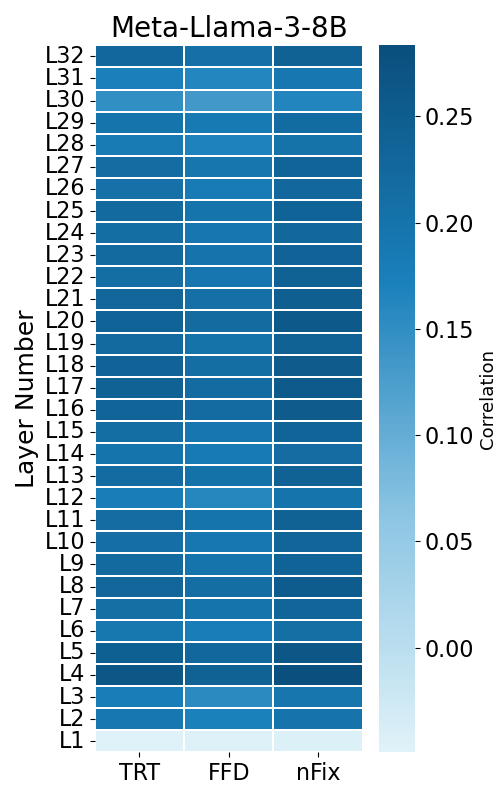 Meta-Llama-3-8B
Layer Number
L32
L31
L30
L29
L28
L27
L26
L25
L24
L23
L22
L21
L20
L19
L18
L17
L16
L15
L14
L13
L12
L11
L10
L9
L8
L7
L6
L5
L4
L3
L2
L1
TRT FFD nFix
0.25
0.20
0.15
0.10
0.05
0.00
Correlation